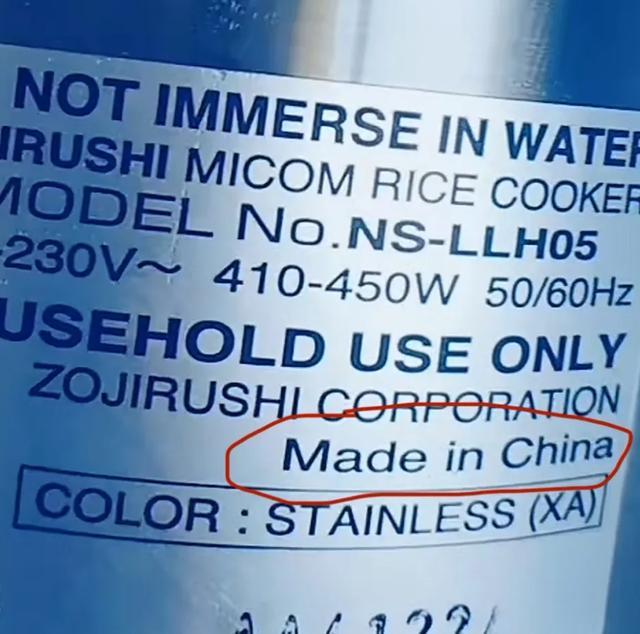 NOT IMMERSE IN WATER
IRUSHI MICOM RICE COOKER
MODEL No.NS-LLH05
-230V~ 410-450W 50/60Hz
USEHOLD USE ONLY
ZOJIRUSHI CORPORATION
Made in China
COLOR : STAINLESS (XA)